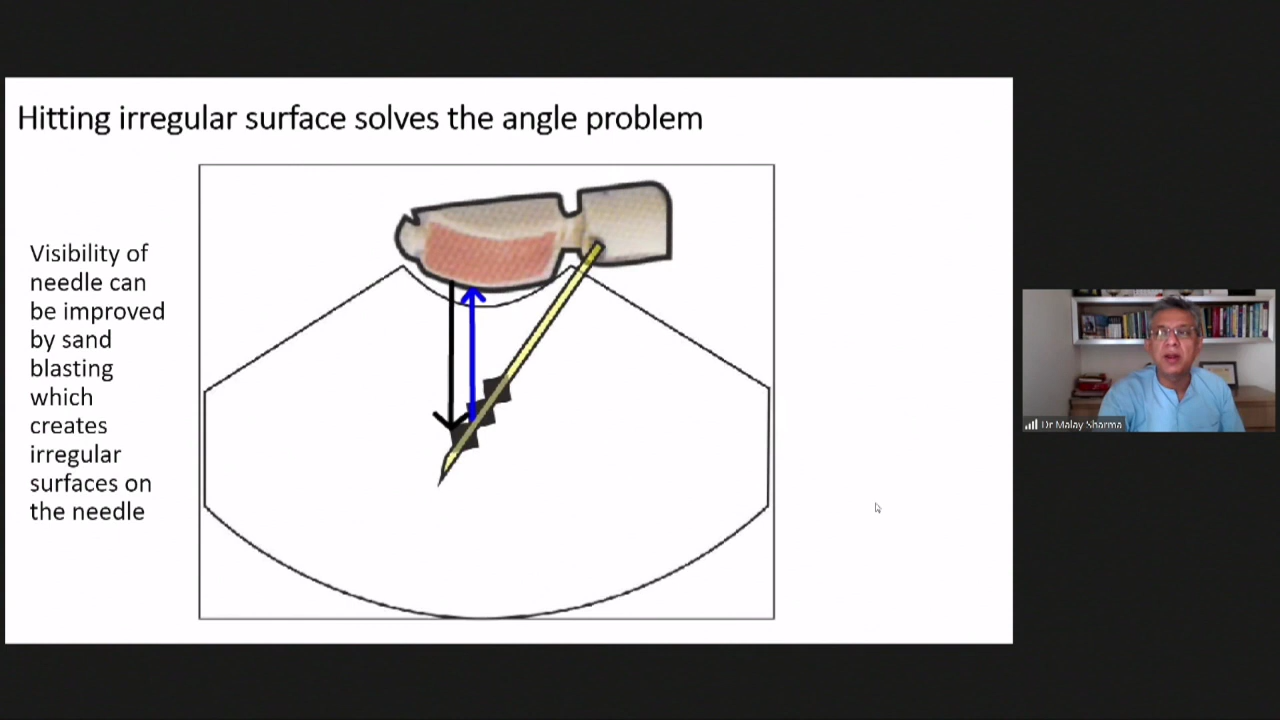 Hitting irregular surface solves the angle problem
Visibility of
needle can
be improved
by sand
blasting
which
creates
irregular
surfaces on
the needle
Dr Malay Sharma